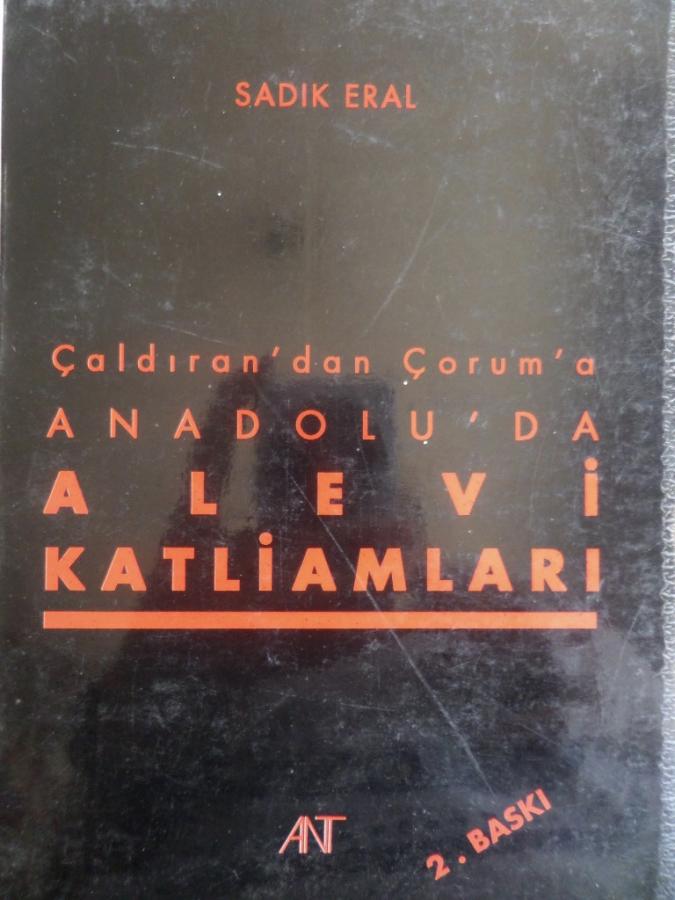 SADIK ERAL
Çaldıran'dan Çorum'a
ANADOLU'DA
ALEVİ
KATLİAMLARI
ANT
2. BASKI